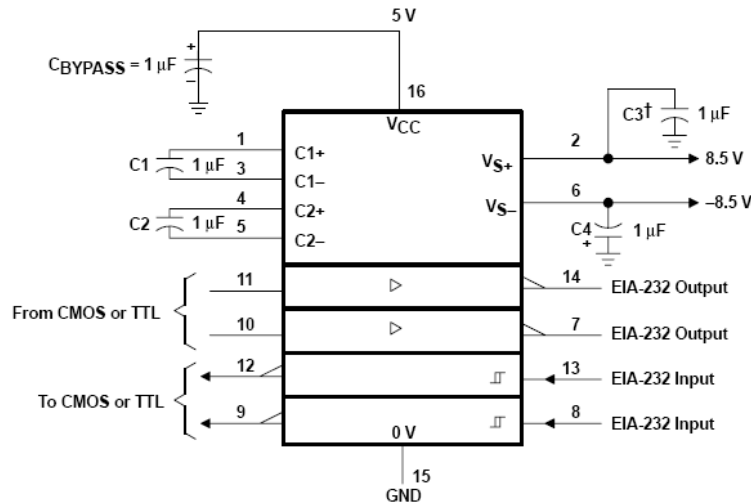 5 V
CBYPASS = 1 μF
+
–
16
VCC
C3† 1 μF
1
C1+
2
VS+
8.5 V
C1 1 μF
3
C1–
4
C2+
6
VS–
–8.5 V
C2 1 μF
5
C2–
C4 1 μF
+
11
14
EIA-232 Output
From CMOS or TTL
10
7
EIA-232 Output
12
13
EIA-232 Input
To CMOS or TTL
9
8
EIA-232 Input
0 V
15
GND